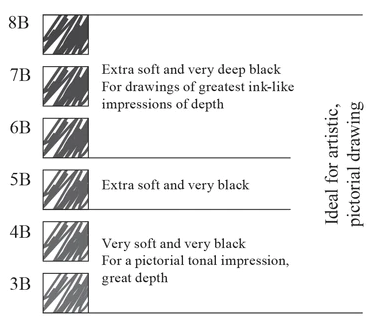 8B
7B
Extra soft and very deep black
For drawings of greatest ink-like
impressions of depth
6B
5B
Extra soft and very black
4B
Very soft and very black
For a pictorial tonal impression,
great depth
3B
Ideal for artistic,
pictorial drawing